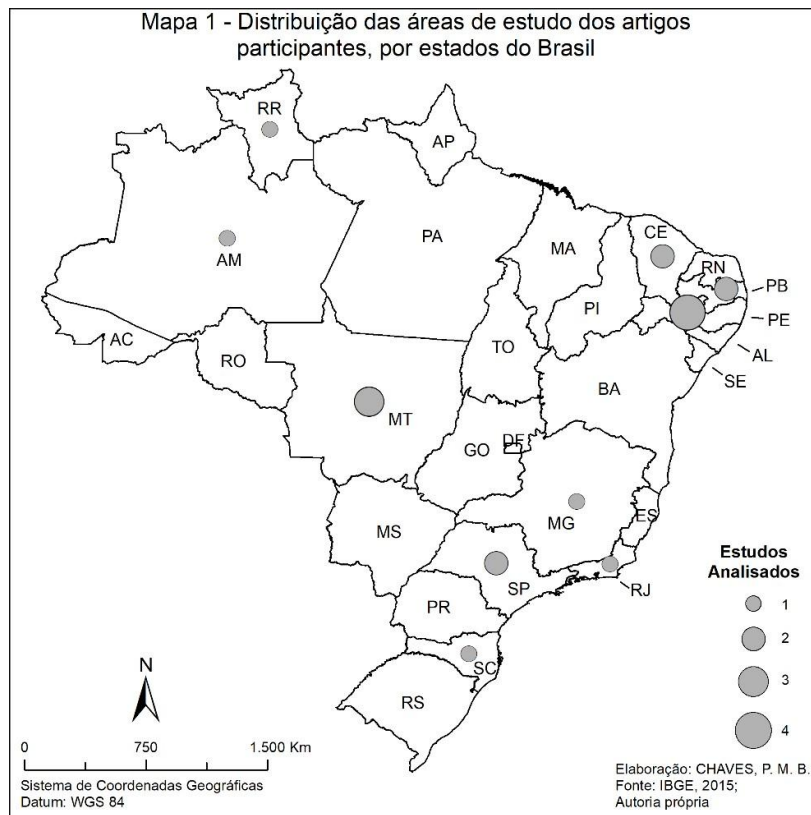 Mapa 1 - Distribuição das áreas de estudo dos artigos
participantes, por estados do Brasil
RR
AP
AM
PA
MA
CE
RN
PB
PE
AL
SE
PI
AC
RO
TO
BA
MT
GO
DF
MG
ES
MS
SP
RJ
PR
SC
RS
Estudos
Analisados
1
2
3
4
N
0 750 1.500 Km
Sistema de Coordenadas Geográficas
Datum: WGS 84
Elaboração: CHAVES, P. M. B.
Fonte: IBGE, 2015;
Autoria própria